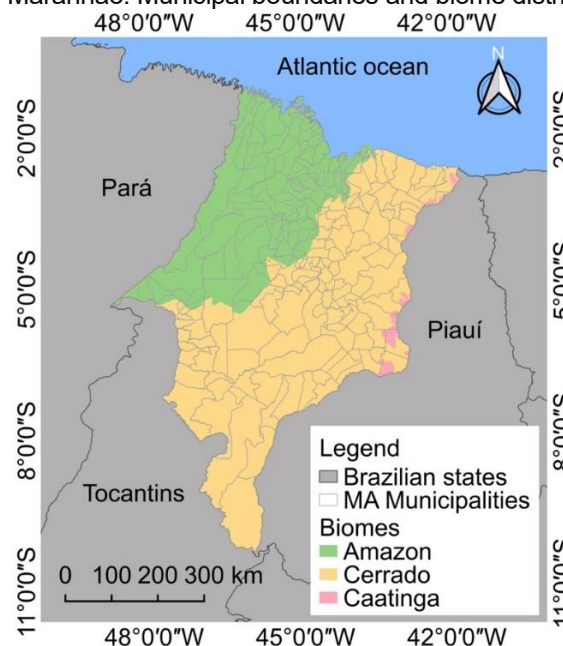 Maranhão. Municipal boundaries and biome
48°0'0"W 45°0'0"W 42°0'0"W
N
Atlantic ocean
2°0'0"S 2°0'0"S
Pará
5°0'0"S 5°0'0"S
Piauí
8°0'0"S 8°0'0"S
Legend
Brazilian states
MA Municipalities
Tocantins
Biomes
Amazon
0 100 200 300 km
Cerrado
Caatinga
11°0'0"S 11°0'0"S
48°0'0"W 45°0'0"W 42°0'0"W